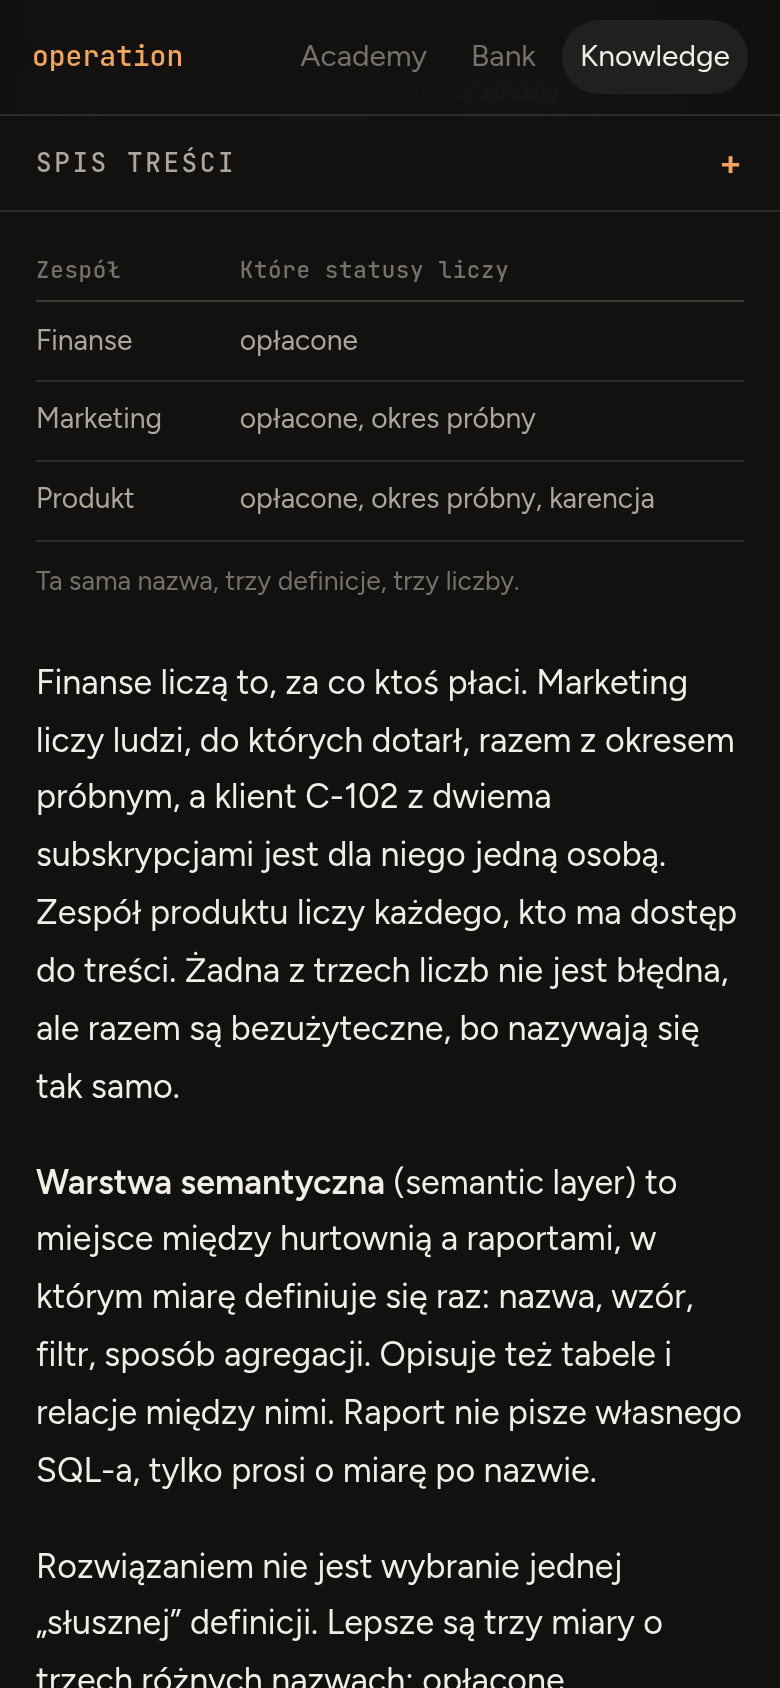 operation Academy Bank Knowledge
SPIS TREŚCI +
Zespół Które statusy liczy
Finanse opłacone
Marketing opłacone, okres próbny
Produkt opłacone, okres próbny, karencja
Ta sama nazwa, trzy definicje, trzy liczby.
Finanse liczą to, za co ktoś płaci. Marketing
liczy ludzi, do których dotarł, razem z okresem
próbnym, a klient C-102 z dwiema
subskrypcjami jest dla niego jedną osobą.
Zespół produktu liczy każdego, kto ma dostęp
do treści. Żadna z trzech liczb nie jest błędna,
ale razem są bezużyteczne, bo nazywają się
tak samo.
Warstwa semantyczna (semantic layer) to
miejsce między hurtownią a raportami, w
którym miarę definiuje się raz: nazwa, wzór,
filtr, sposób agregacji. Opisuje też tabele i
relacje między nimi. Raport nie pisze własnego
SQL-a, tylko prosi o miarę po nazwie.
Rozwiązaniem nie jest wybranie jednej
„słusznej” definicji. Lepsze są trzy miary o
trzech różnych nazwach: opłacone